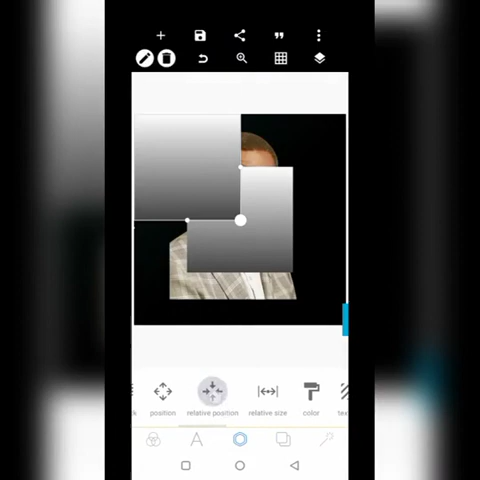 position
relative position
relative size
color